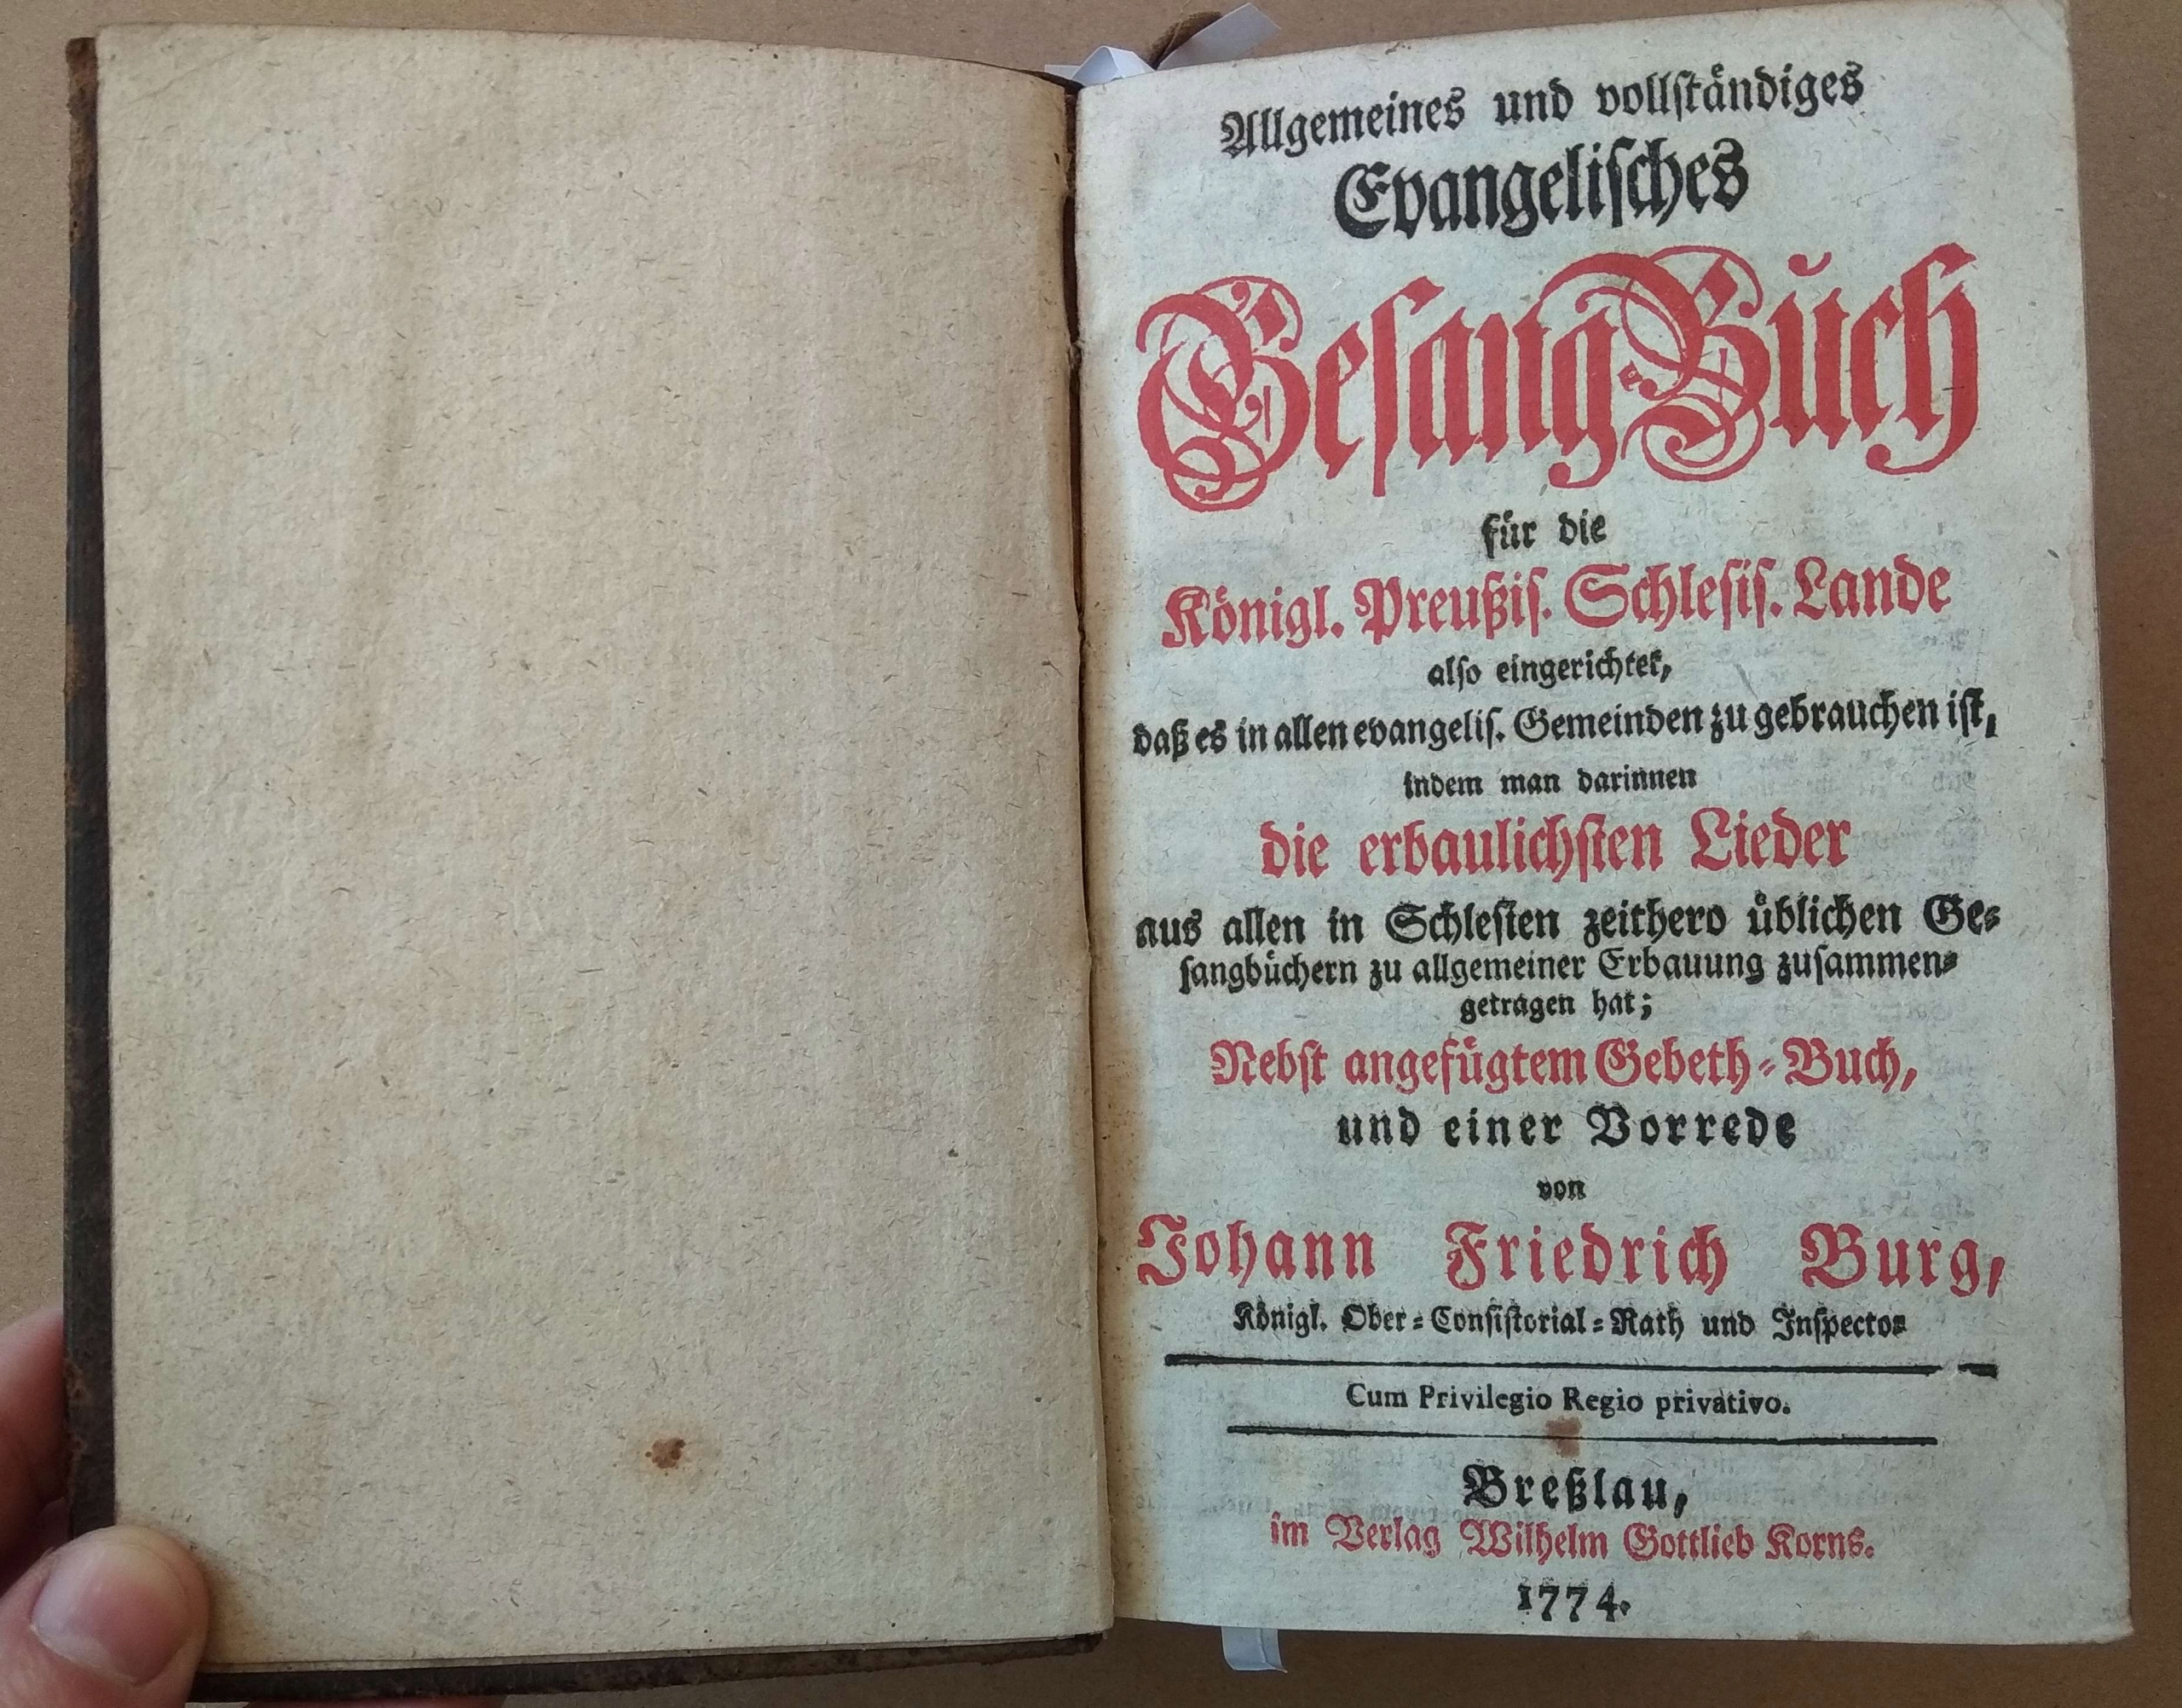 Allgemeines und vollständiges
Evangelisches
Gesang-Buch
für die
Königl. Preußis. Schlesis. Lande
also eingerichtet,
daß es in allen evangelis. Gemeinden zu gebrauchen ist,
indem man darinnen
die erbaulichsten Lieder
aus allen in Schlesien zeithero üblichen Ge-
sangbüchern zu allgemeiner Erbauung zusammen-
getragen hat;
Nebst angefügtem Gebeth-Buch,
und einer Vorrede
von
Johann Friedrich Burg,
Königl. Ober-Consistorial-Rath und Inspector
Cum Privilegio Regio privativo.
Breßlau,
im Verlag Wilhelm Gottlieb Korns.
1774.